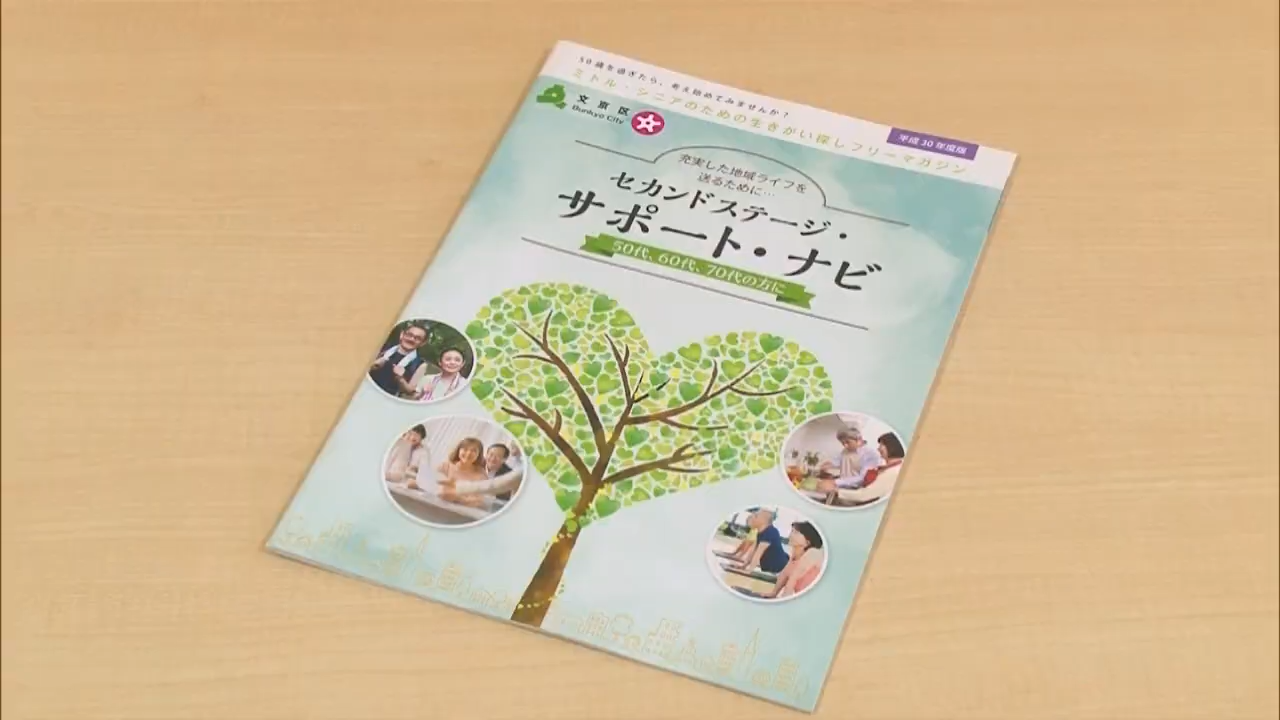 50歳を過ぎたら、考え始めてみませんか？
ミドル・シニアのための生きがい探しフリーマガジン
平成30年度版
文京区
Bunkyo City
充実した地域ライフを
送るために…
セカンドステージ・
サポート・ナビ
50代、60代、70代の方に